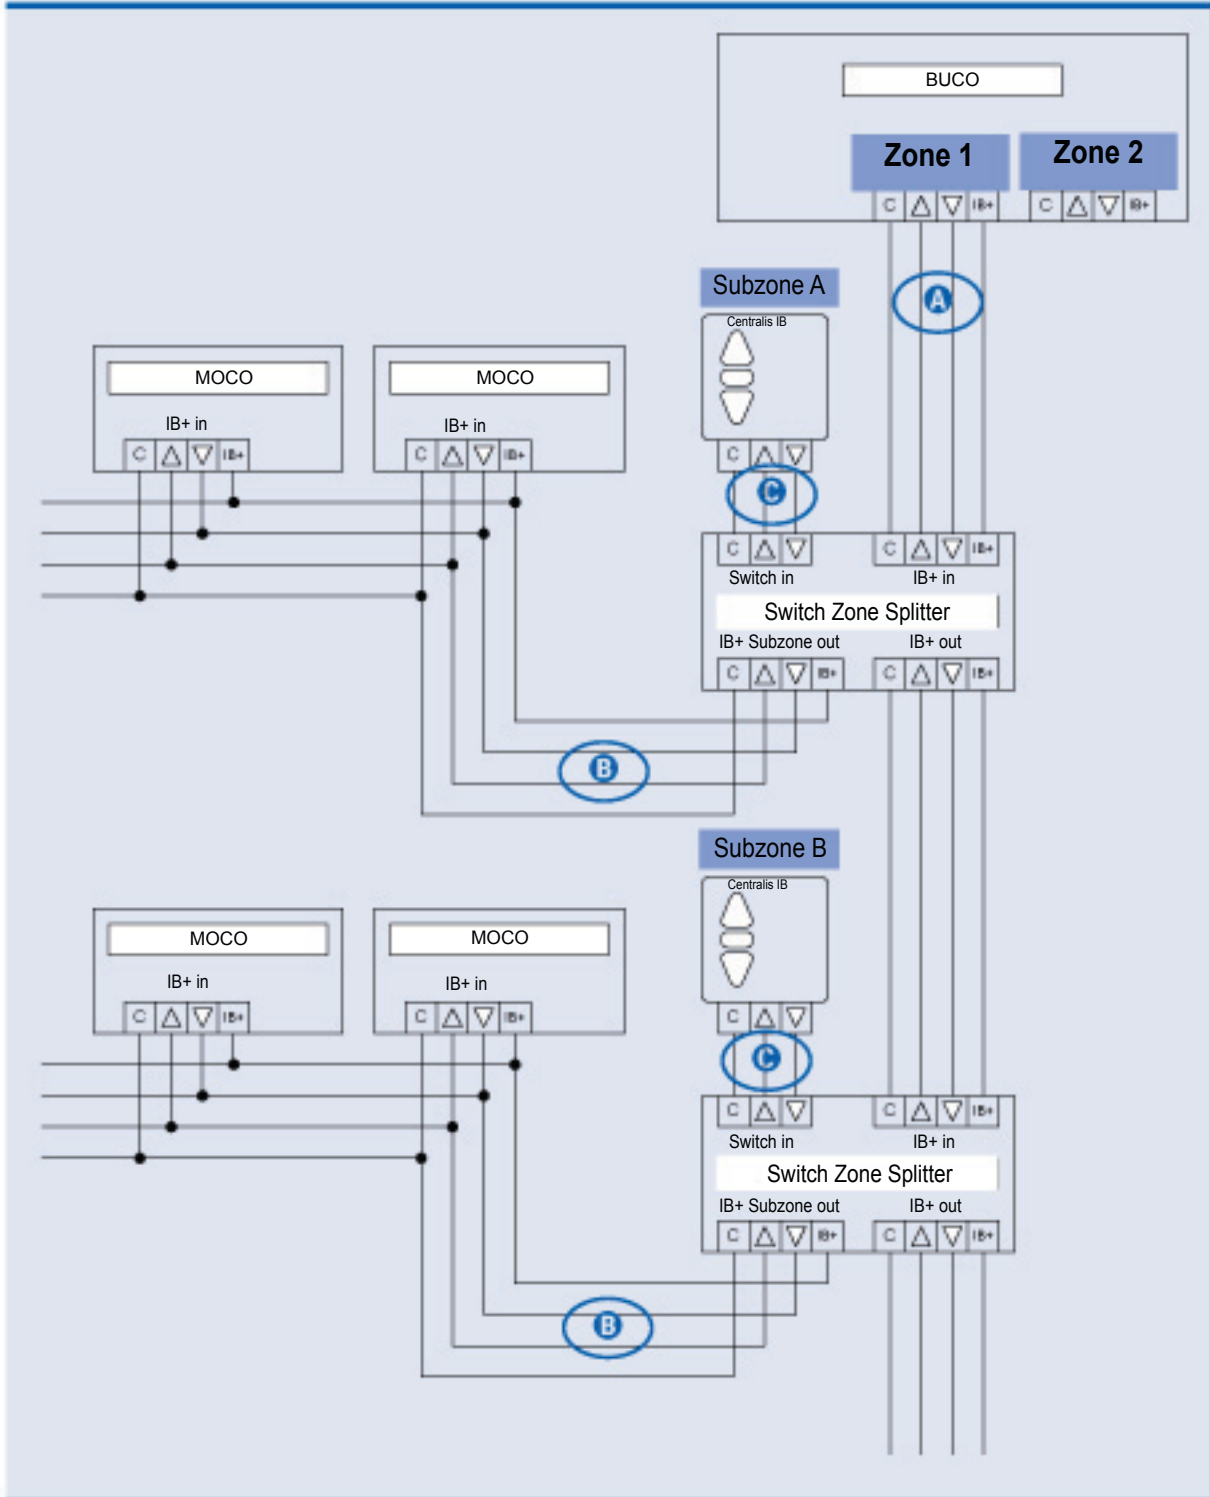 BUCO
Zone 1
Zone 2
C IB+
C IB+
A
Subzone A
Centralis IB
MOCO
MOCO
IB+ in
IB+ in
C IB+
C IB+
C
C
C
C IB+
Switch in
IB+ in
Switch Zone Splitter
IB+ Subzone out
IB+ out
C IB+
C IB+
B
Subzone B
Centralis IB
MOCO
MOCO
IB+ in
IB+ in
C IB+
C IB+
C
C
C
C IB+
Switch in
IB+ in
Switch Zone Splitter
IB+ Subzone out
IB+ out
C IB+
C IB+
B